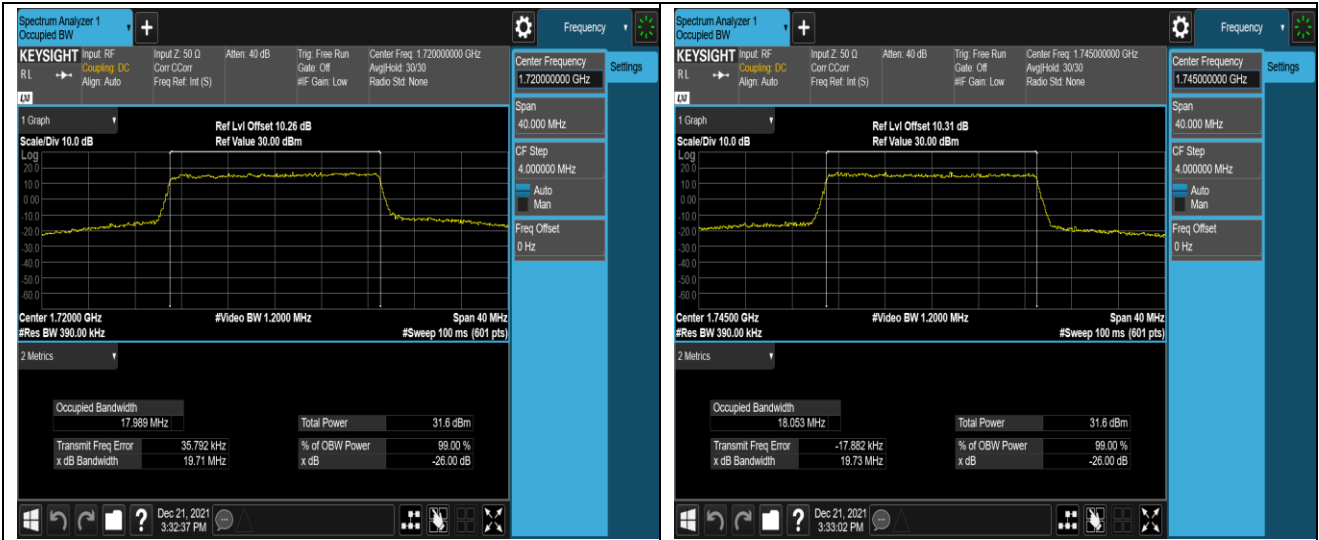 Spectrum Analyzer 1
Occupied BW
+
Frequency
KEYSIGHT Input: RF Input Z: 50 Ω Atten: 40 dB Trig: Free Run Center Freq: 1.720000000 GHz
RL Coupling: DC Corr CCorr Gate: Off Avg|Hold: 30/30
Align: Auto Freq Ref: Int (S) #IF Gain: Low Radio Std: None
LXI
Center Frequency
1.720000000 GHz
Settings
Span
40.000 MHz
CF Step
4.000000 MHz
Auto
Man
Freq Offset
0 Hz
1 Graph
Ref Lvl Offset 10.26 dB
Scale/Div 10.0 dB Ref Value 30.00 dBm
Log
20.0
10.0
0.00
-10.0
-20.0
-30.0
-40.0
-50.0
-60.0
Center 1.72000 GHz #Video BW 1.2000 MHz Span 40 MHz
#Res BW 390.00 kHz #Sweep 100 ms (601 pts)
2 Metrics
Occupied Bandwidth
17.989 MHz Total Power 31.6 dBm
Transmit Freq Error 35.792 kHz % of OBW Power 99.00 %
x dB Bandwidth 19.71 MHz x dB -26.00 dB
?
Dec 21, 2021
3:32:37 PM
Spectrum Analyzer 1
Occupied BW
+
Frequency
KEYSIGHT Input: RF Input Z: 50 Ω Atten: 40 dB Trig: Free Run Center Freq: 1.745000000 GHz
RL Coupling: DC Corr CCorr Gate: Off Avg|Hold: 30/30
Align: Auto Freq Ref: Int (S) #IF Gain: Low Radio Std: None
LXI
Center Frequency
1.745000000 GHz
Settings
Span
40.000 MHz
CF Step
4.000000 MHz
Auto
Man
Freq Offset
0 Hz
1 Graph
Ref Lvl Offset 10.31 dB
Scale/Div 10.0 dB Ref Value 30.00 dBm
Log
20.0
10.0
0.00
-10.0
-20.0
-30.0
-40.0
-50.0
-60.0
Center 1.74500 GHz #Video BW 1.2000 MHz Span 40 MHz
#Res BW 390.00 kHz #Sweep 100 ms (601 pts)
2 Metrics
Occupied Bandwidth
18.053 MHz Total Power 31.6 dBm
Transmit Freq Error -17.882 kHz % of OBW Power 99.00 %
x dB Bandwidth 19.73 MHz x dB -26.00 dB
?
Dec 21, 2021
3:33:02 PM